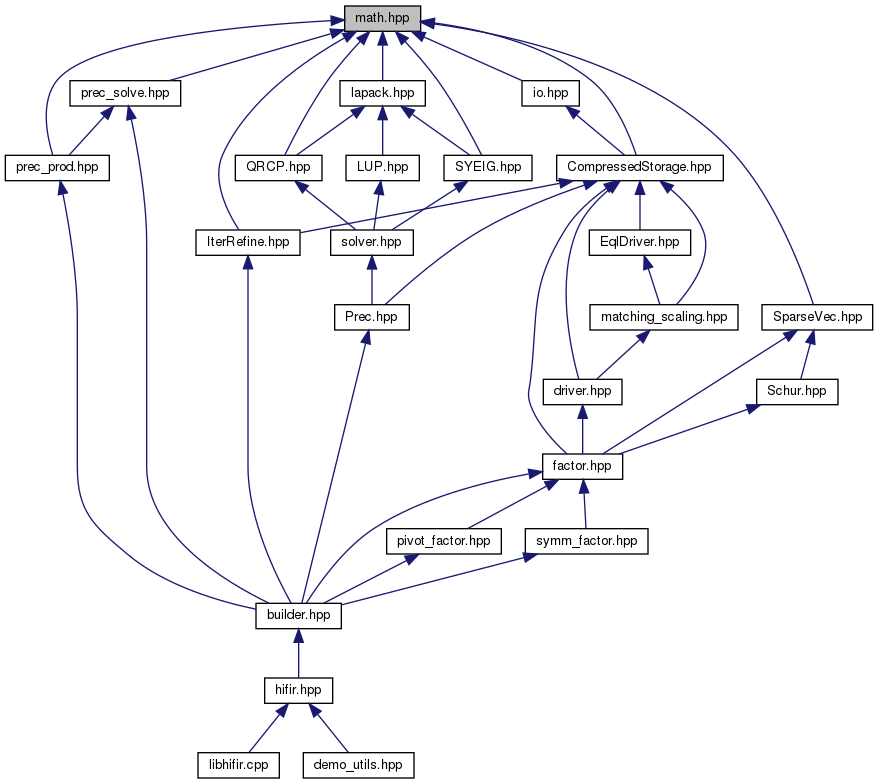 math.hpp
prec_solve.hpp
lapack.hpp
io.hpp
prec_prod.hpp
QRCP.hpp
LUP.hpp
SYEIG.hpp
CompressedStorage.hpp
IterRefine.hpp
solver.hpp
EqlDriver.hpp
Prec.hpp
matching_scaling.hpp
SparseVec.hpp
driver.hpp
Schur.hpp
factor.hpp
pivot_factor.hpp
symm_factor.hpp
builder.hpp
hifir.hpp
libhifir.cpp
demo_utils.hpp